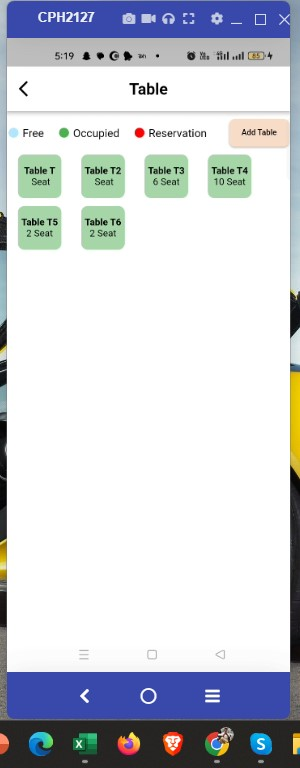 CPH2127
5:19
85
Table
Free
Occupied
Reservation
Add Table
Table T
Seat
Table T2
Seat
Table T3
6 Seat
Table T4
10 Seat
Table T5
2 Seat
Table T6
2 Seat